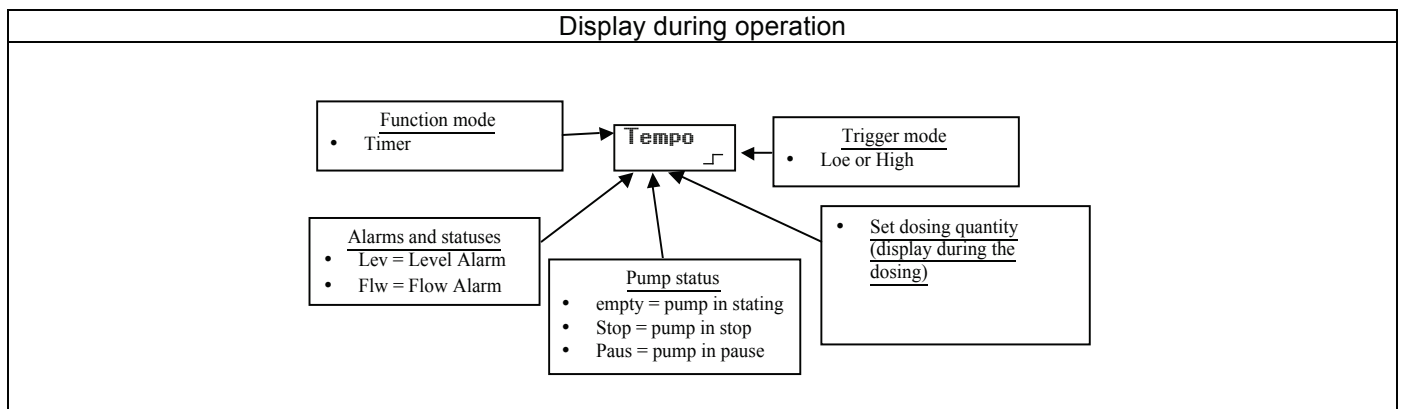 Display during operation
Function mode
• Timer
Tempo
Trigger mode
• Loe or High
Alarms and statuses
• Lev = Level Alarm
• Flw = Flow Alarm
Pump status
• empty = pump in stating
• Stop = pump in stop
• Paus = pump in pause
• Set dosing quantity
(display during the
dosing)